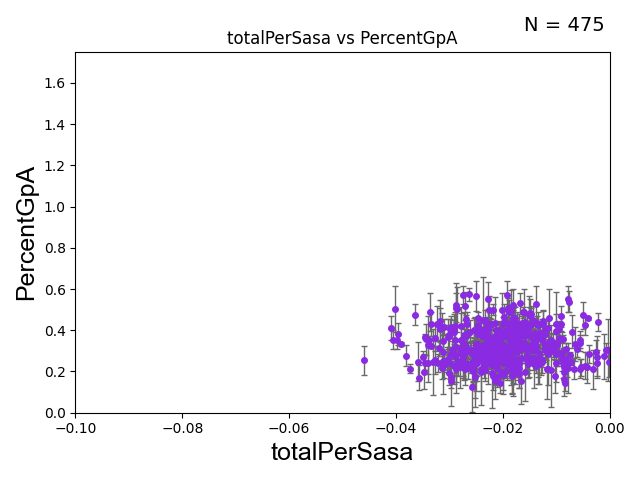 N = 475
totalPerSasa vs PercentGpA
PercentGpA
1.6
1.4
1.2
1.0
0.8
0.6
0.4
0.2
0.0
−0.10 −0.08 −0.06 −0.04 −0.02 0.00
totalPerSasa